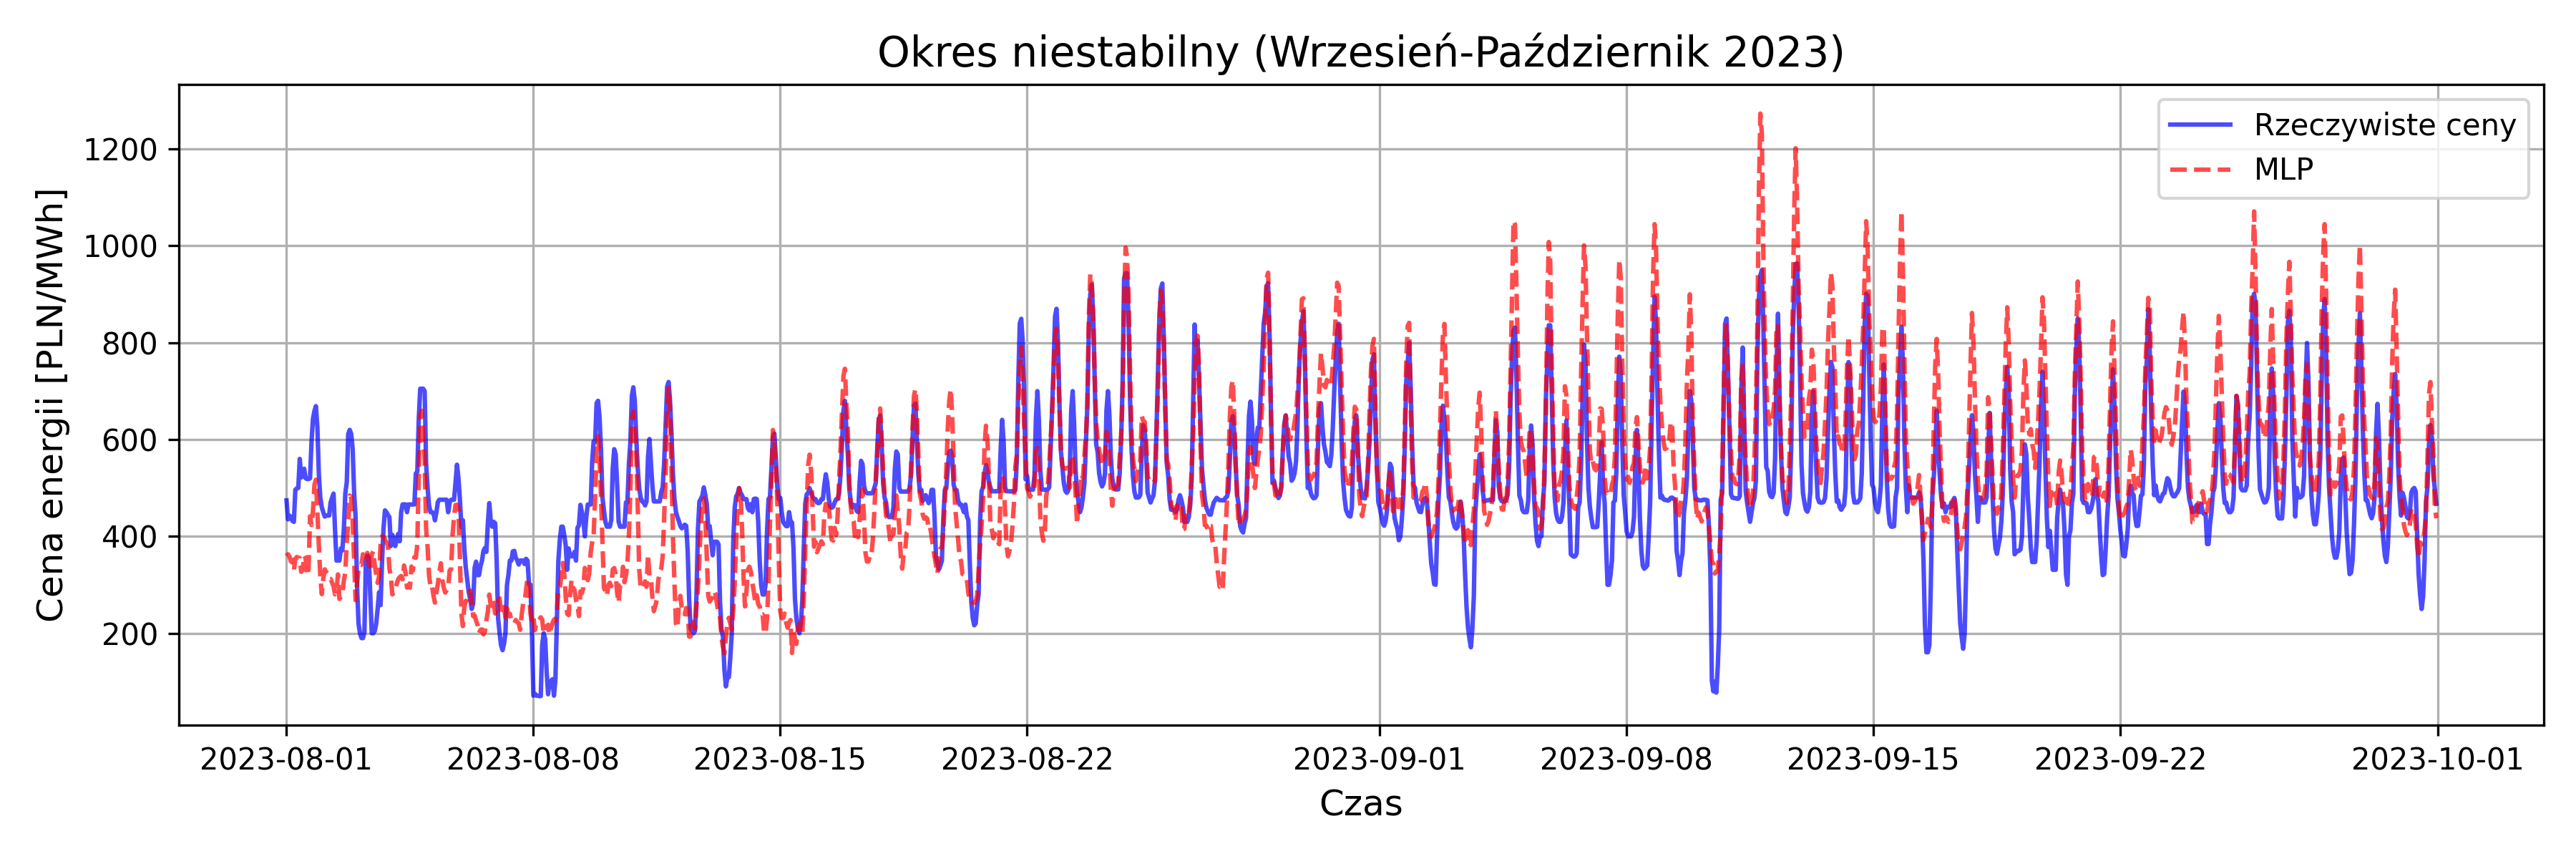 Okres niestabilny (Wrzesień-Październik 2023)
Rzeczywiste ceny
MLP
Cena energii [PLN/MWh]
1200
1000
800
600
400
200
2023-08-01 2023-08-08 2023-08-15 2023-08-22 2023-09-01 2023-09-08 2023-09-15 2023-09-22 2023-10-01
Czas